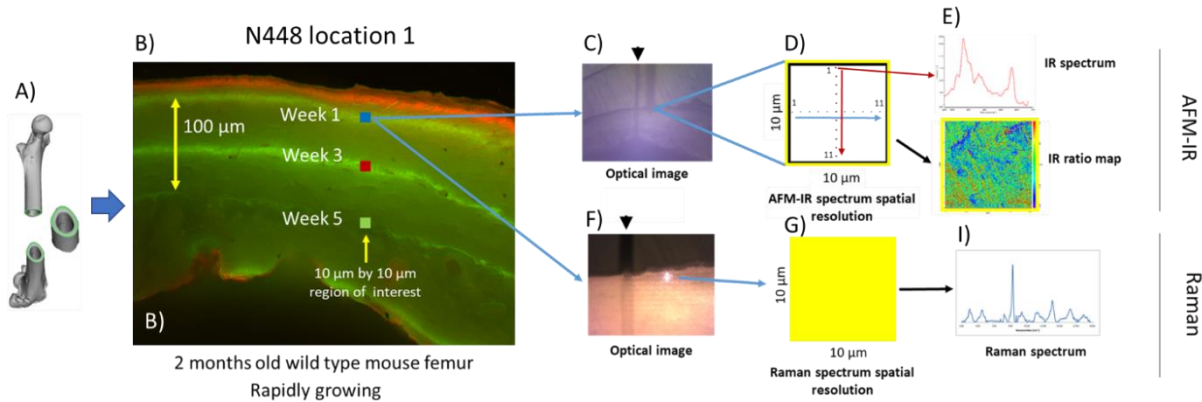 A)
B)
N448 location 1
100 µm
Week 1
Week 3
Week 5
10 µm by 10 µm
region of interest
B)
2 months old wild type mouse femur
Rapidly growing
C)
Optical image
D)
1
1
11
11
10 µm
10 µm
AFM-IR spectrum spatial
resolution
E)
IR spectrum
IR ratio map
AFM-IR
F)
Optical image
G)
10 µm
10 µm
Raman spectrum spatial
resolution
I)
Raman spectrum
Raman